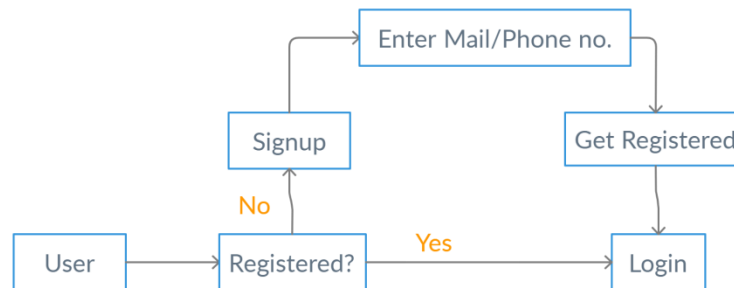 Enter Mail/Phone no.
Signup
Get Registered
No
Yes
User
Registered?
Login